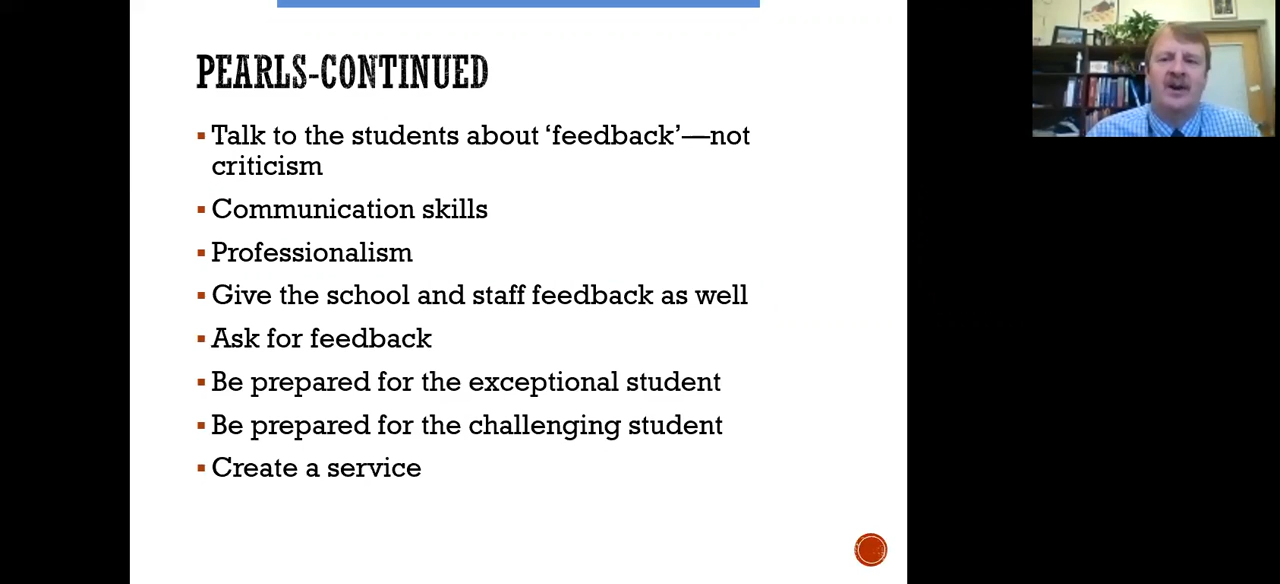 PEARLS-CONTINUED
Talk to the students about ‘feedback’—not
criticism
Communication skills
Professionalism
Give the school and staff feedback as well
Ask for feedback
Be prepared for the exceptional student
Be prepared for the challenging student
Create a service